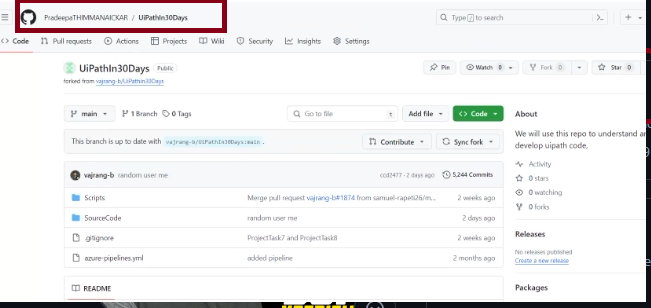 PradeepaTHIMMANAICKAR / UiPathIn30Days
Type / to search
Code Pull requests Actions Projects Wiki Security Insights Settings
UiPathIn30Days Public
Pin Watch 0 Fork 0 Star 0
forked from vajrang-b/UiPathIn30Days
main 1 Branch 0 Tags Go to file t Add file Code
About
This branch is up to date with vajrang-b/UiPathIn30Days:main . Contribute Sync fork
We will use this repo to understand an
develop uipath code,
Activity
0 stars
0 watching
0 forks
vajrang-b random user me ccd2477 · 2 days ago 5,244 Commits
Scripts Merge pull request vajrang-b#1874 from samuel-rapeti26/m... 2 weeks ago
SourceCode random user me 2 days ago
.gitignore ProjectTask7 and ProjectTask8 2 weeks ago
azure-pipelines.yml added pipeline 2 months ago
Releases
No releases published
Create a new release
README
Packages